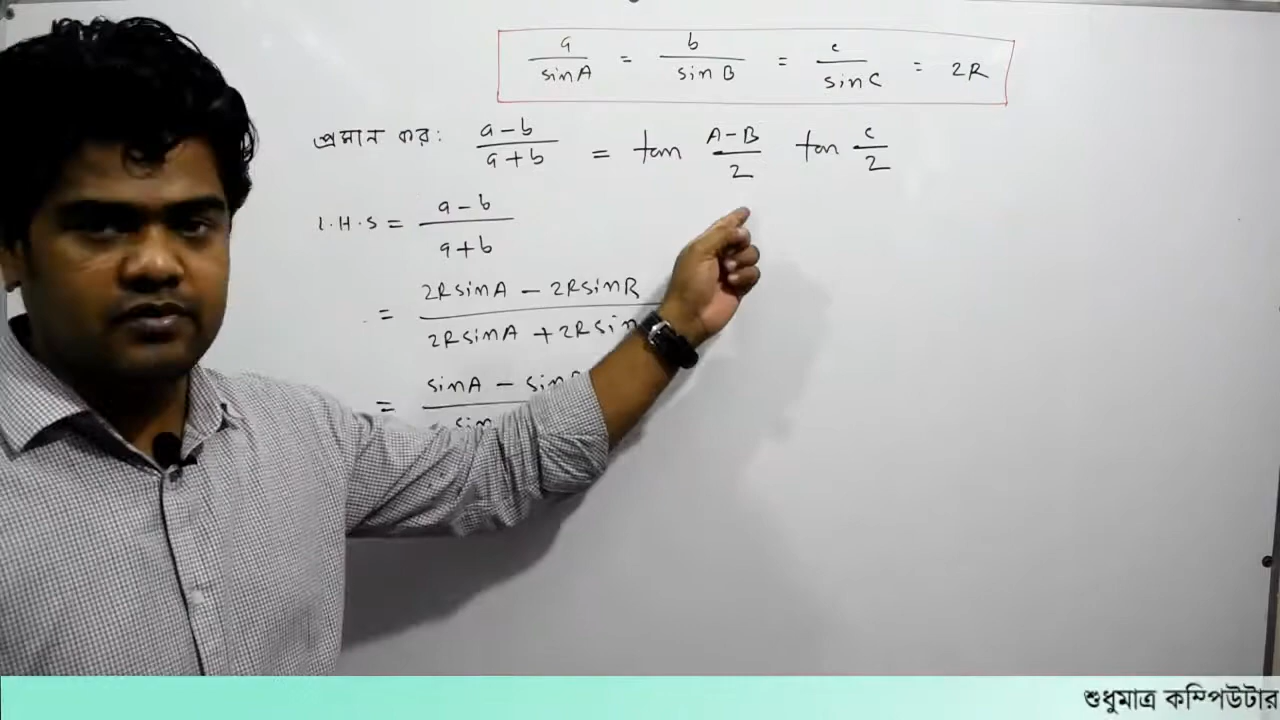 a/sinA = b/sinB = c/sinC = 2R
প্রমান কর: a-b/a+b = tan A-B/2 tan c/2
L.H.S = a-b/a+b
= 2RsinA - 2RsinB/2RsinA + 2Rsin
= sinA - sin/sin
শুধুমাত্র কম্পিউটার